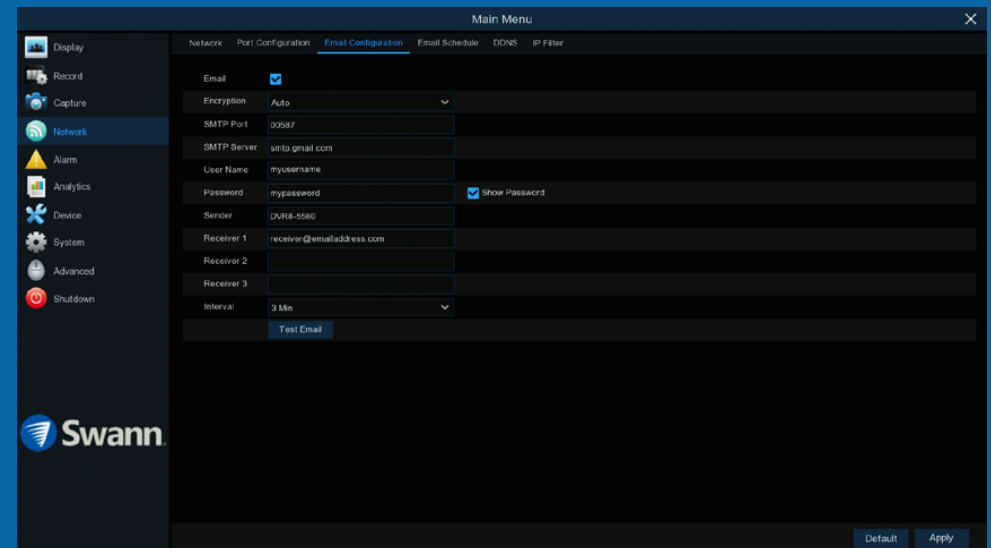 Main Menu
Network Port Configuration Email Configuration Email Schedule DDNS IP Filter
Display
Record
Capture
Network
Alarm
Analytics
Device
System
Advanced
Shutdown
Swann
Email
Encryption Auto
SMTP Port 00587
SMTP Server smtp.gmail.com
User Name myusername
Password mypassword Show Password
Sender DVR8-5580
Receiver 1 receiver@emailaddress.com
Receiver 2
Receiver 3
Interval 3 Min
Test Email
Default Apply